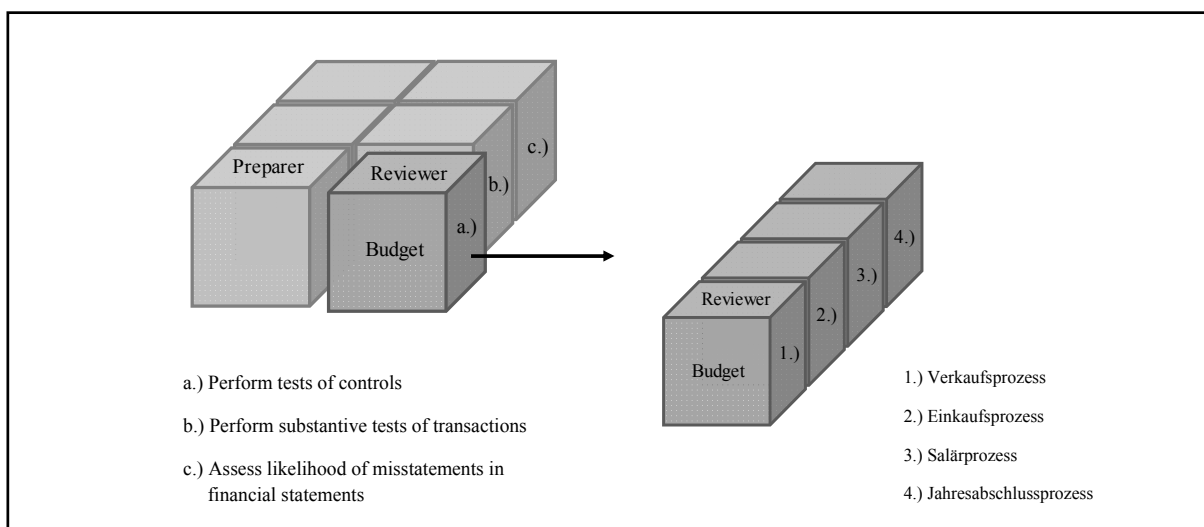 Preparer
Reviewer
Budget
a.)
b.)
c.)
Reviewer
Budget
1.)
2.)
3.)
4.)
a.) Perform tests of controls
b.) Perform substantive tests of transactions
c.) Assess likelihood of misstatements in
financial statements
1.) Verkaufsprozess
2.) Einkaufsprozess
3.) Salärprozess
4.) Jahresabschlussprozess